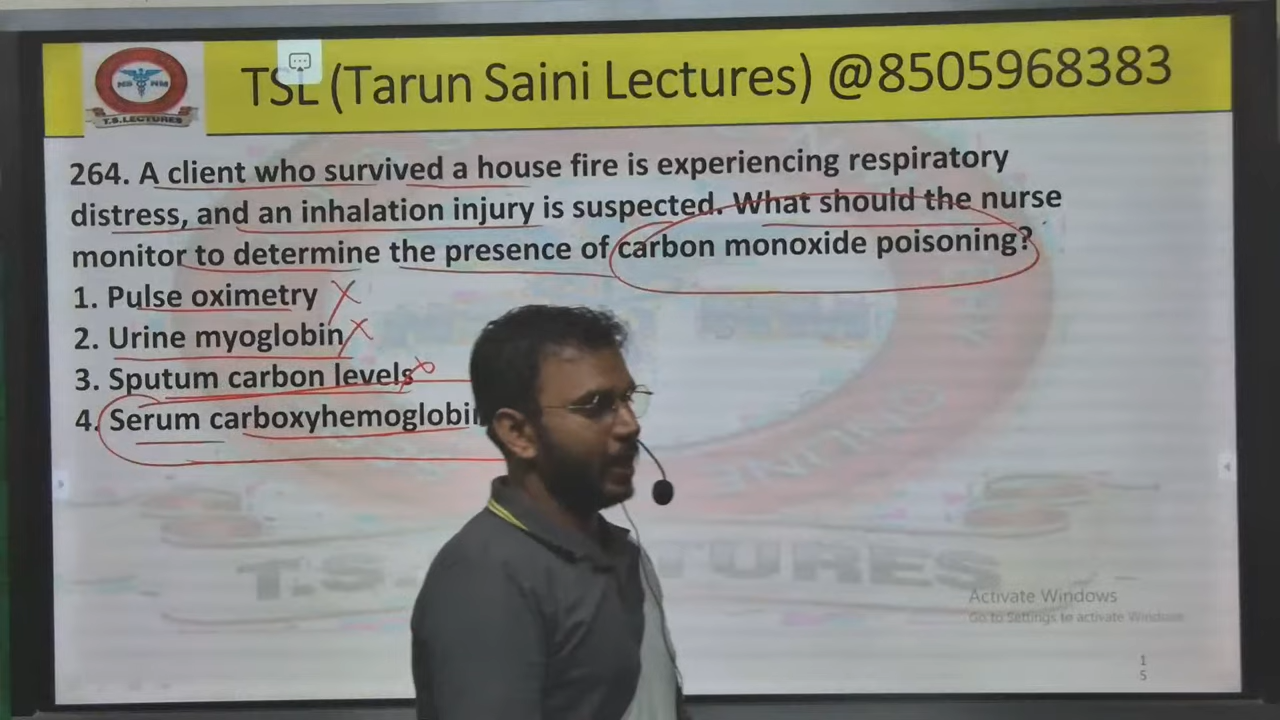 TSL (Tarun Saini Lectures) @8505968383
T.S.LECTURES
264. A client who survived a house fire is experiencing respiratory
distress, and an inhalation injury is suspected. What should the nurse
monitor to determine the presence of carbon monoxide poisoning?
1. Pulse oximetry
2. Urine myoglobin
3. Sputum carbon levels
4. Serum carboxyhemoglobin
Activate Windows
Go to Settings to activate Windows
1
5